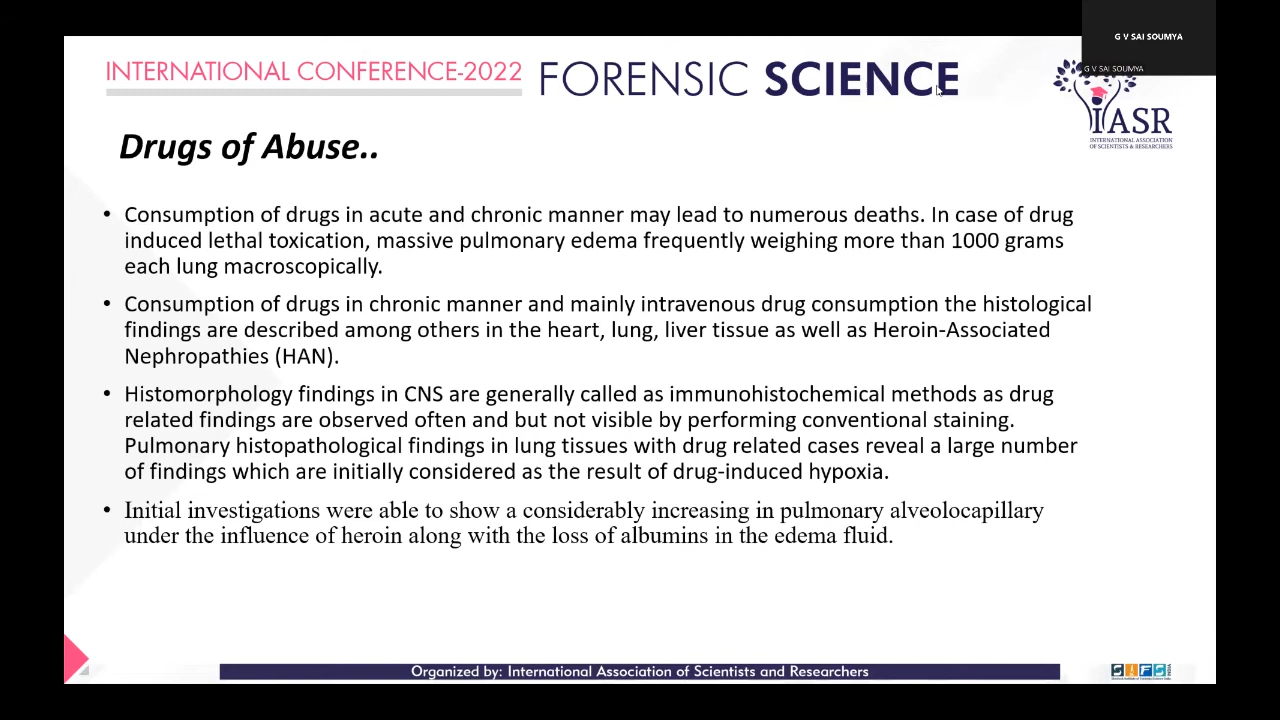 G V SAI SOUMYA
G V SAI SOUMYA
INTERNATIONAL CONFERENCE-2022 FORENSIC SCIENCE
IASR
INTERNATIONAL ASSOCIATION
OF SCIENTISTS & RESEARCHERS
Drugs of Abuse..
• Consumption of drugs in acute and chronic manner may lead to numerous deaths. In case of drug
induced lethal toxication, massive pulmonary edema frequently weighing more than 1000 grams
each lung macroscopically.
• Consumption of drugs in chronic manner and mainly intravenous drug consumption the histological
findings are described among others in the heart, lung, liver tissue as well as Heroin-Associated
Nephropathies (HAN).
• Histomorphology findings in CNS are generally called as immunohistochemical methods as drug
related findings are observed often and but not visible by performing conventional staining.
Pulmonary histopathological findings in lung tissues with drug related cases reveal a large number
of findings which are initially considered as the result of drug-induced hypoxia.
• Initial investigations were able to show a considerably increasing in pulmonary alveolocapillary
under the influence of heroin along with the loss of albumins in the edema fluid.
Organized by: International Association of Scientists and Researchers
SIFS